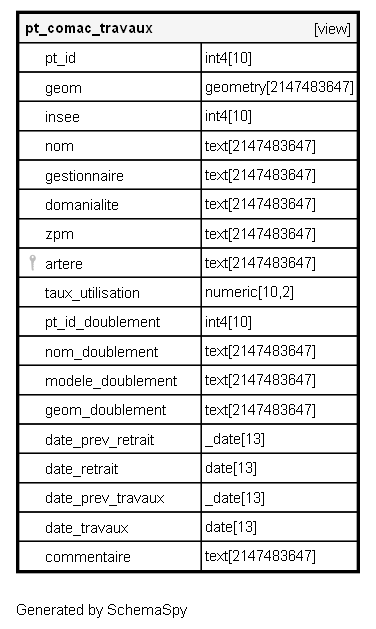 pt_comac_travaux [view]
pt_id int4[10]
geom geometry[2147483647]
insee int4[10]
nom text[2147483647]
gestionnaire text[2147483647]
domanialite text[2147483647]
zpm text[2147483647]
artere text[2147483647]
taux_utilisation numeric[10,2]
pt_id_doublement int4[10]
nom_doublement text[2147483647]
modele_doublement text[2147483647]
geom_doublement text[2147483647]
date_prev_retrait _date[13]
date_retrait date[13]
date_prev_travaux _date[13]
date_travaux date[13]
commentaire text[2147483647]
Generated by SchemaSpy